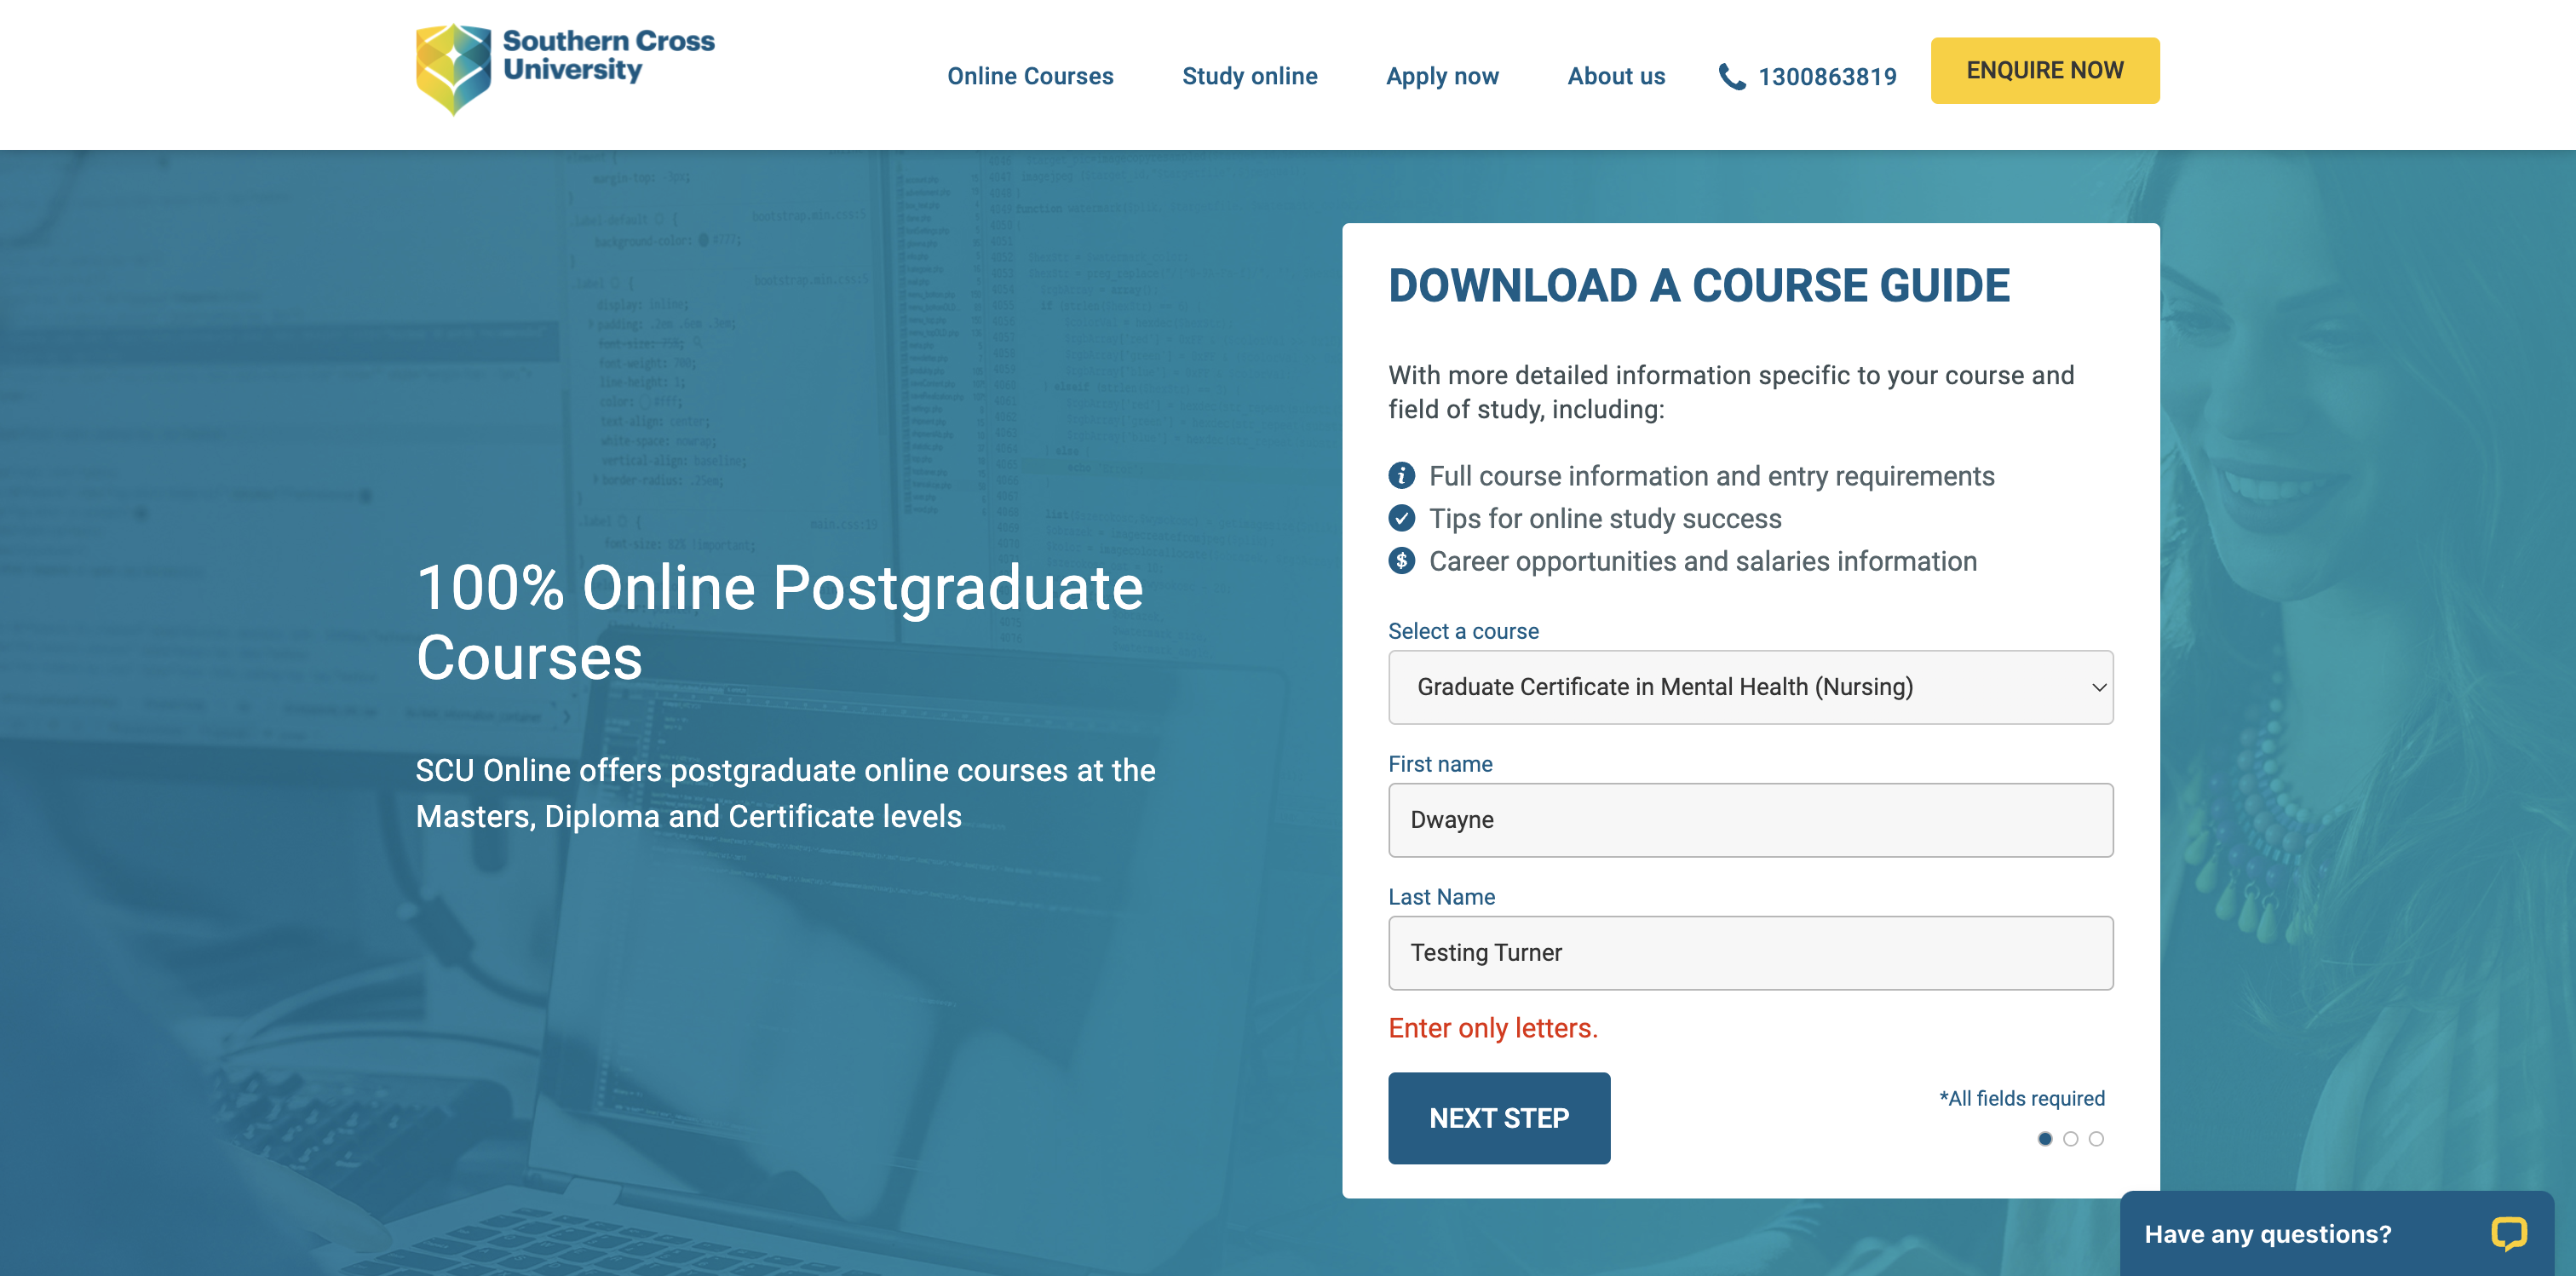 Southern Cross
University
Online Courses
Study online
Apply now
About us
1300863819
ENQUIRE NOW
100% Online Postgraduate
Courses
SCU Online offers postgraduate online courses at the
Masters, Diploma and Certificate levels
DOWNLOAD A COURSE GUIDE
With more detailed information specific to your course and
field of study, including:
Full course information and entry requirements
Tips for online study success
Career opportunities and salaries information
Select a course
Graduate Certificate in Mental Health (Nursing)
First name
Dwayne
Last Name
Testing Turner
Enter only letters.
NEXT STEP
*All fields required
Have any questions?